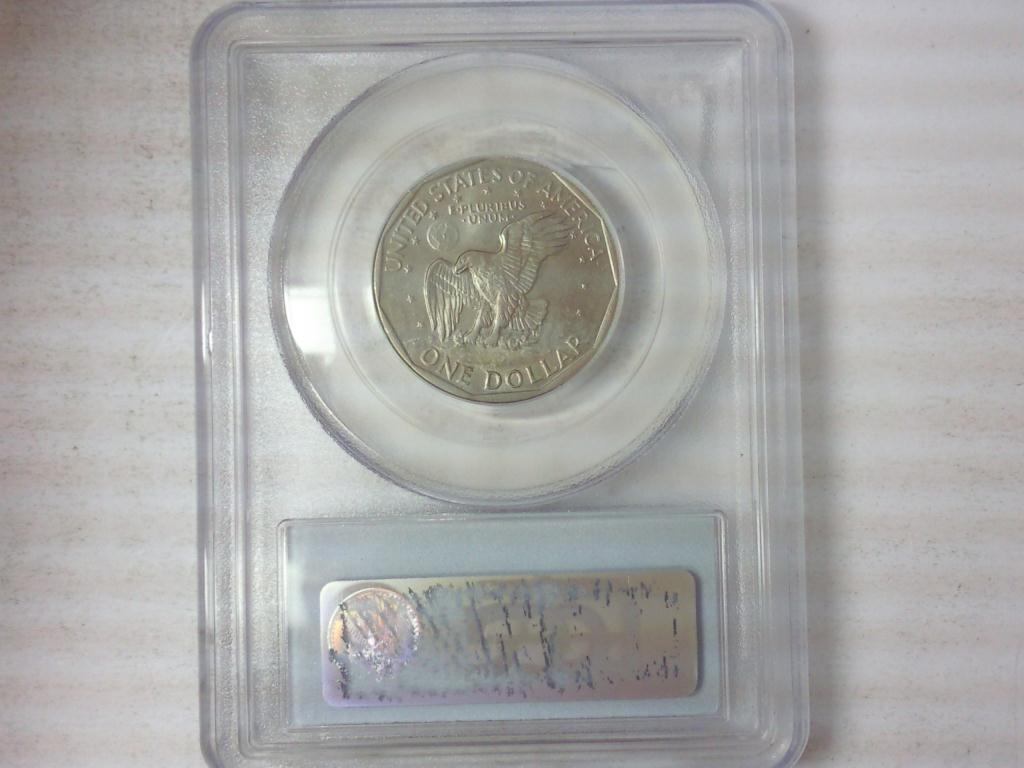 UNITED STATES OF AMERICA
E PLURIBUS
UNUM
ONE DOLLAR